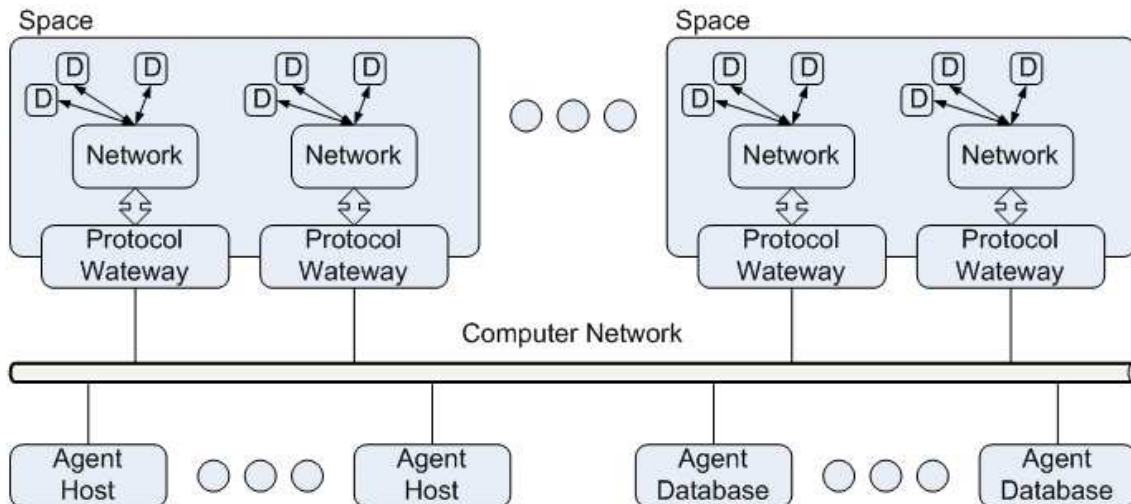 Space
Space
D D D D D D D D
D D D D
Network Network Network Network
Protocol Protocol Protocol Protocol
Wateway Wateway Wateway Wateway
Computer Network
Agent Agent Agent Agent
Host Host Database Database